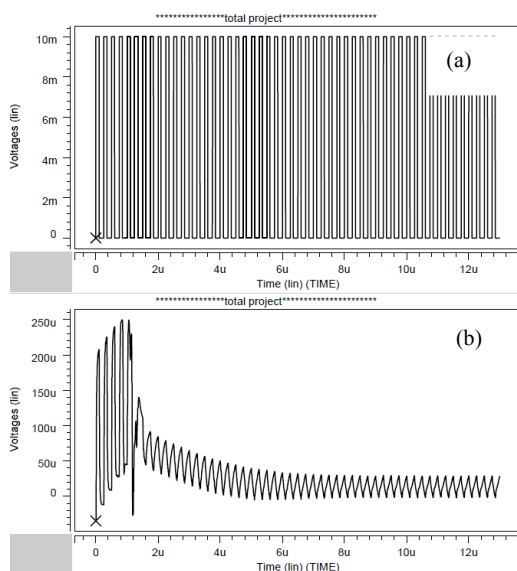 ****************total project**********************
(a)
10m
8m
6m
4m
2m
0
Voltages (lin)
0 2u 4u 6u 8u 10u 12u
Time (lin) (TIME)
****************total project**********************
(b)
250u
200u
150u
100u
50u
0
Voltages (lin)
0 2u 4u 6u 8u 10u 12u
Time (lin) (TIME)